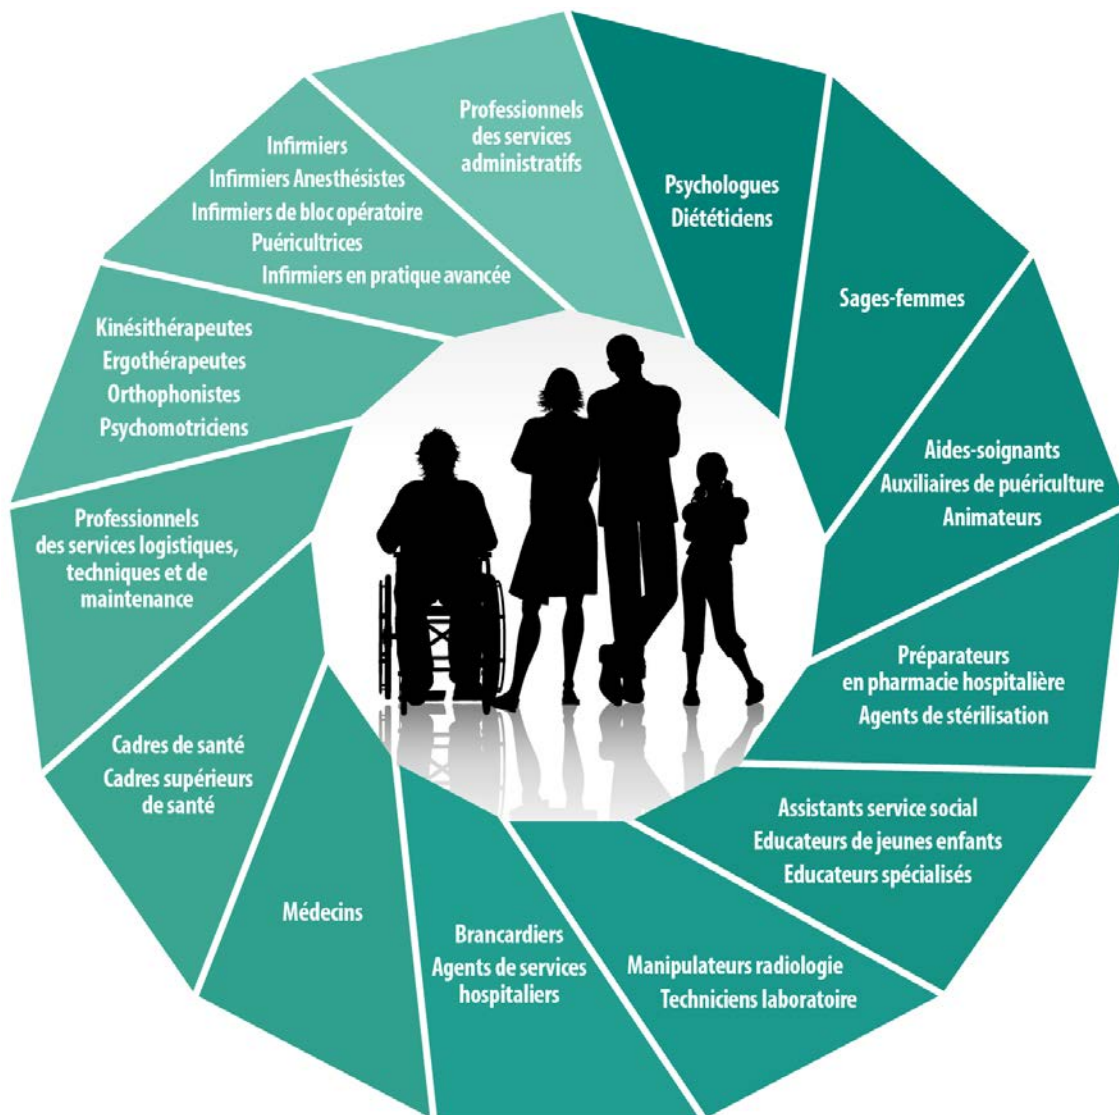 Professionnels
des services
administratifs
Psychologues
Diététiciens
Sages-femmes
Aides-soignants
Auxiliaires de puériculture
Animateurs
Préparateurs
en pharmacie hospitalière
Agents de stérilisation
Assistants service social
Educateurs de jeunes enfants
Educateurs spécialisés
Manipulateurs radiologie
Techniciens laboratoire
Brancardiers
Agents de services
hospitaliers
Médecins
Cadres de santé
Cadres supérieurs
de santé
Professionnels
des services logistiques,
techniques et de
maintenance
Kinésithérapeutes
Ergothérapeutes
Orthophonistes
Psychomotriciens
Infirmiers
Infirmiers Anesthésistes
Infirmiers de bloc opératoire
Puéricultrices
Infirmiers en pratique avancée